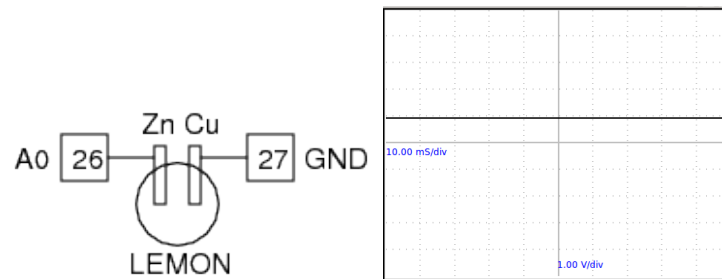 Zn Cu
A0 26 27 GND
LEMON
10.00 mS/div
1.00 V/div